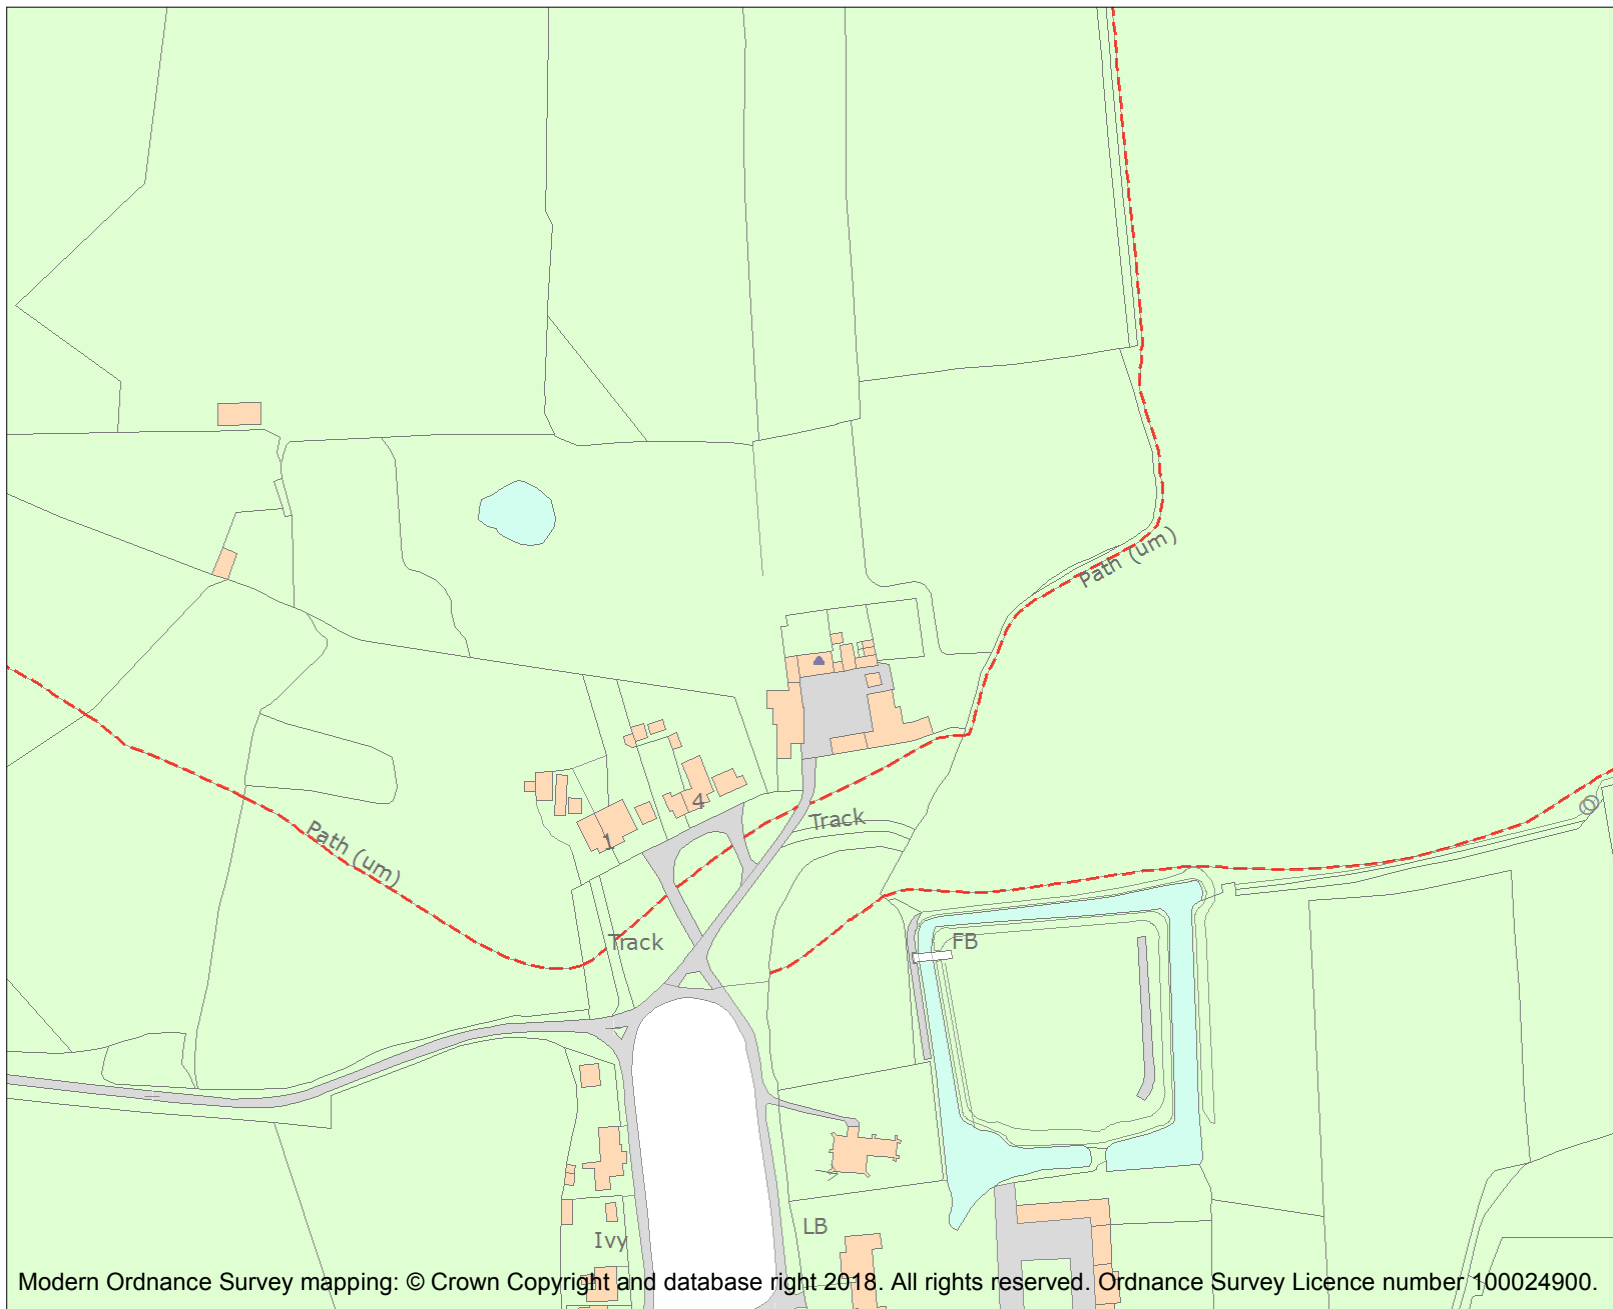 Path (um)
Track
Path (um)
4
1
Track
FB
LB
Ivy
Modern Ordnance Survey mapping: © Crown Copyright and database right 2018. All rights reserved. Ordnance Survey Licence number 100024900.